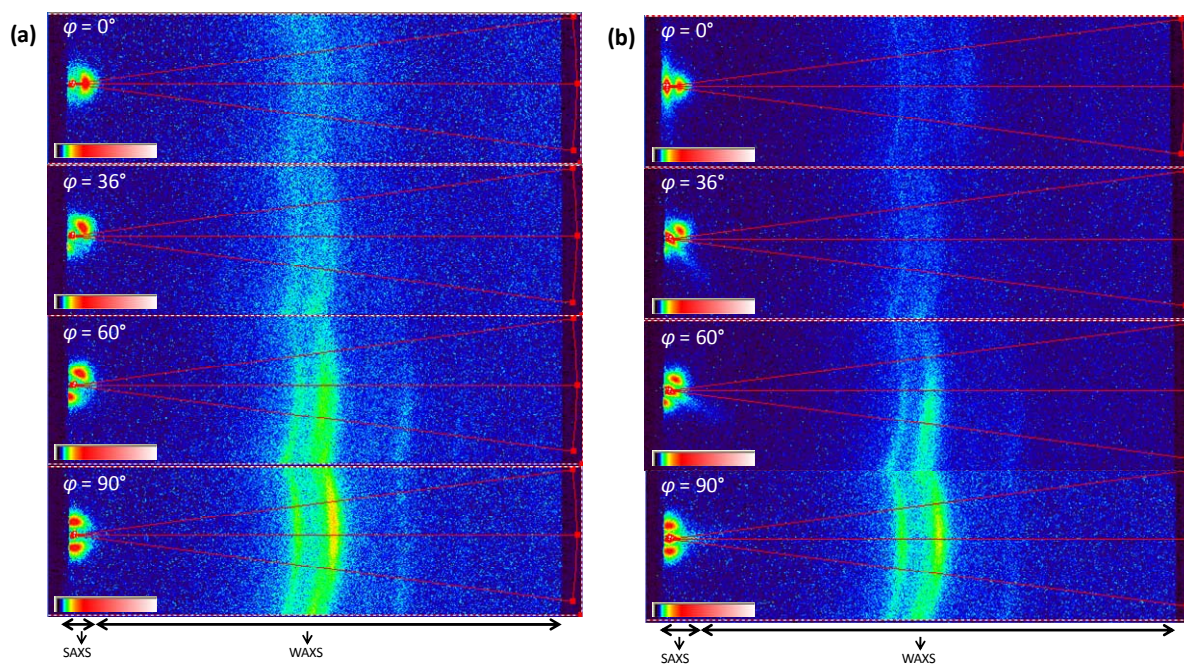 (a)
φ = 0°
φ = 36°
φ = 60°
φ = 90°
SAXS
WAXS
(b)
φ = 0°
φ = 36°
φ = 60°
φ = 90°
SAXS
WAXS